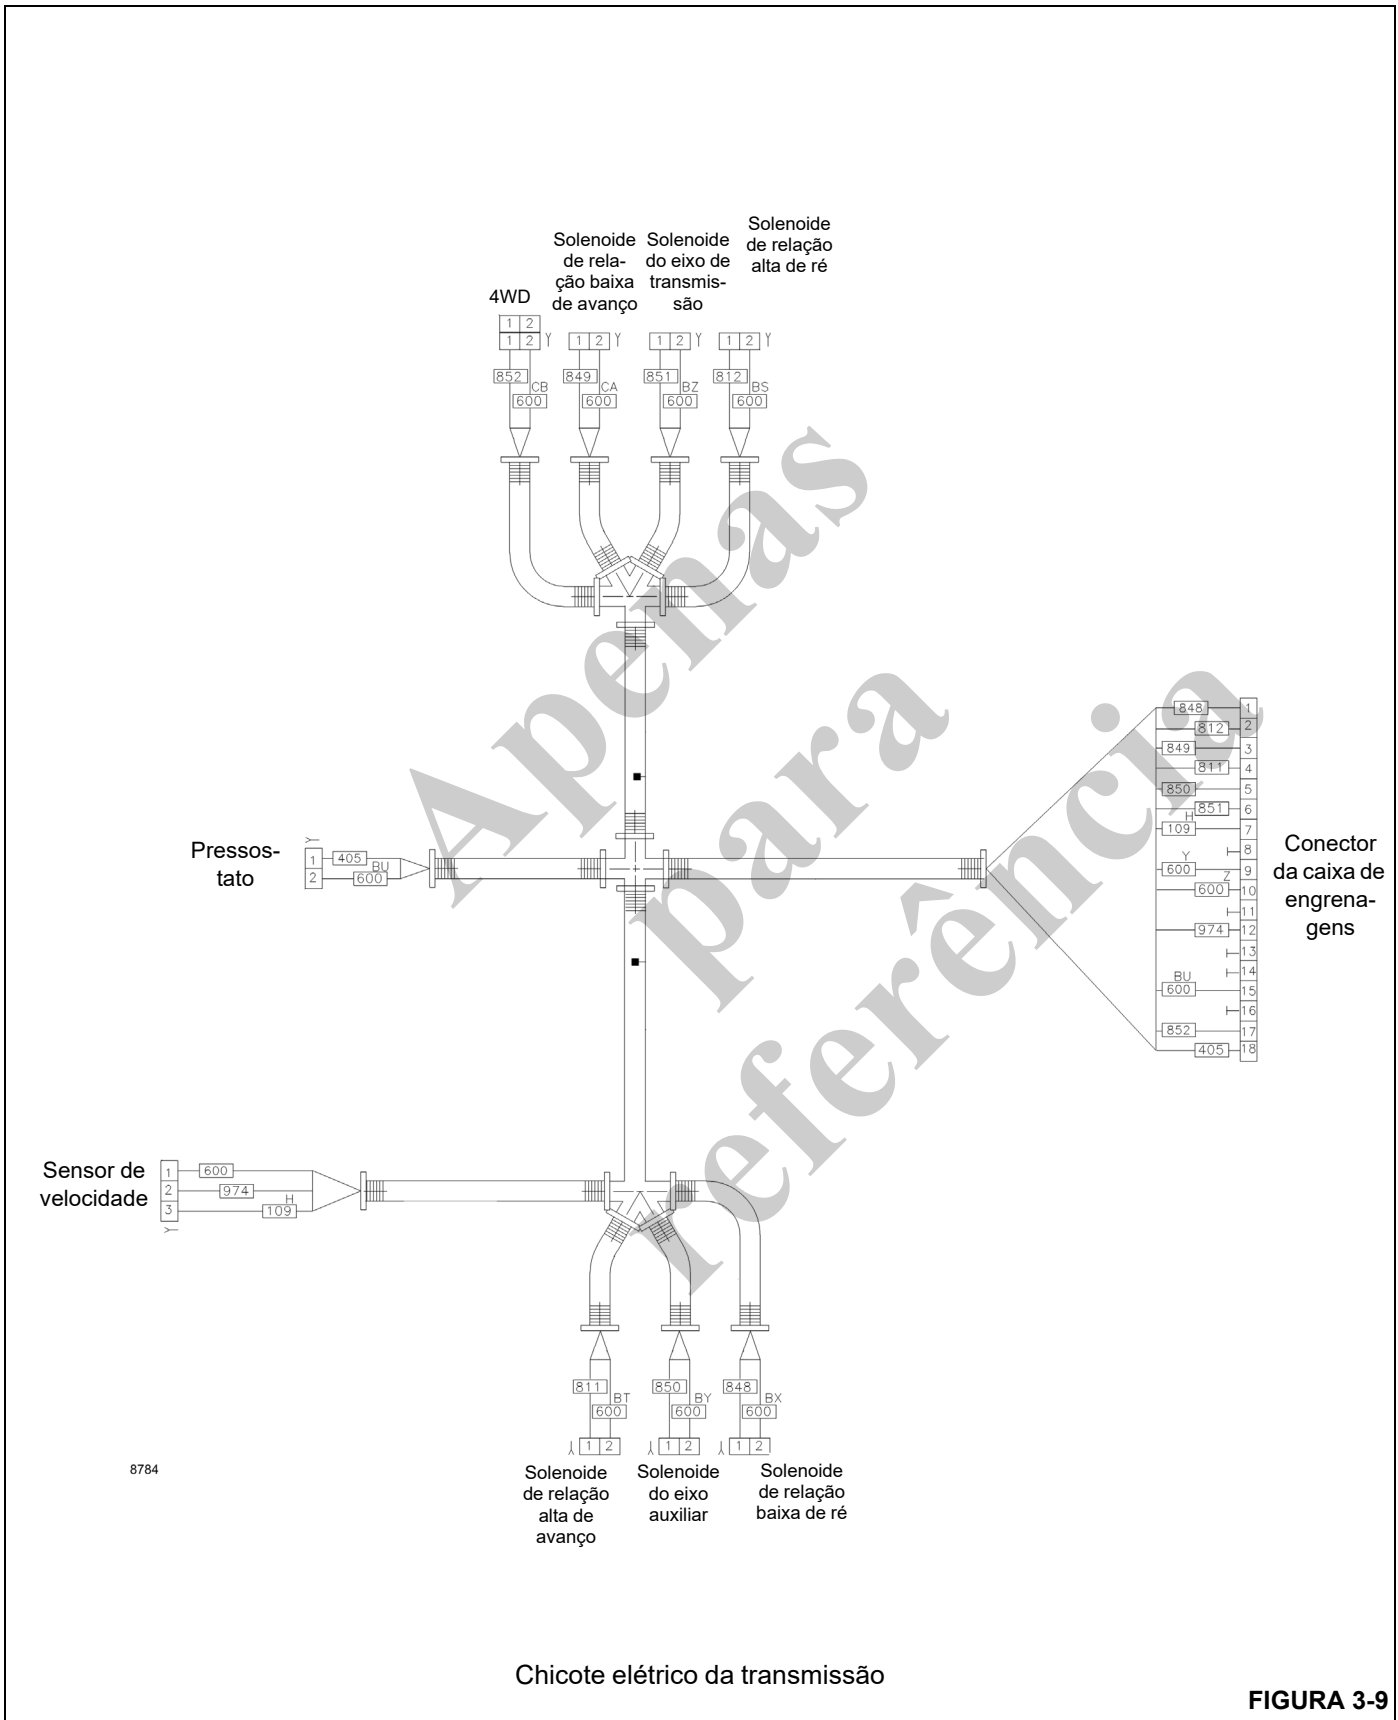 Solenoide
de relação
alta de ré
Solenoide
de rela-
ção baixa
de avanço
Solenoide
do eixo de
transmis-
são
4WD
1 2
1 2 Y
1 2 Y
1 2 Y
1 2 Y
852
CB
600
849
CA
600
851
BZ
600
812
BS
600
Apenas
para
referência
Pressos-
tato
Y
1 405
BU
2 600
848 1
812 2
849 3
811 4
850 5
851 6
H
109 7
8
Y
600 9
Z
600 10
11
974 12
13
14
BU
600 15
16
852 17
405 18
Conector
da caixa de
engrena-
gens
Sensor de
velocidade
1 600
2 974
H
3 109
Y
811
BT
600
850
BY
600
848
BX
600
Y 1 2
Y 1 2
Y 1 2
8784
Solenoide
de relação
alta de
avanço
Solenoide
do eixo
auxiliar
Solenoide
de relação
baixa de ré
Chicote elétrico da transmissão
FIGURA 3-9